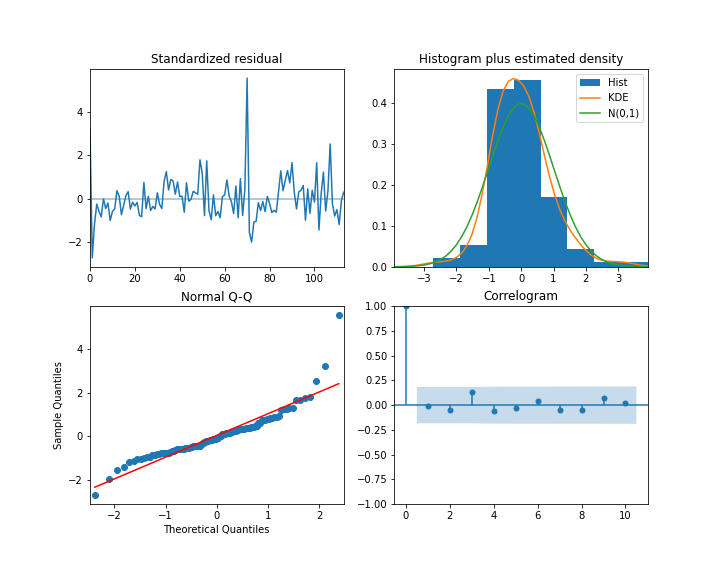 Standardized residual
4
2
0
−2
0 20 40 60 80 100
Histogram plus estimated density
Hist
KDE
N(0,1)
0.4
0.3
0.2
0.1
0.0
−3 −2 −1 0 1 2 3
Normal Q-Q
Sample Quantiles
4
2
0
−2
−2 −1 0 1 2
Theoretical Quantiles
Correlogram
1.00
0.75
0.50
0.25
0.00
−0.25
−0.50
−0.75
−1.00
0 2 4 6 8 10